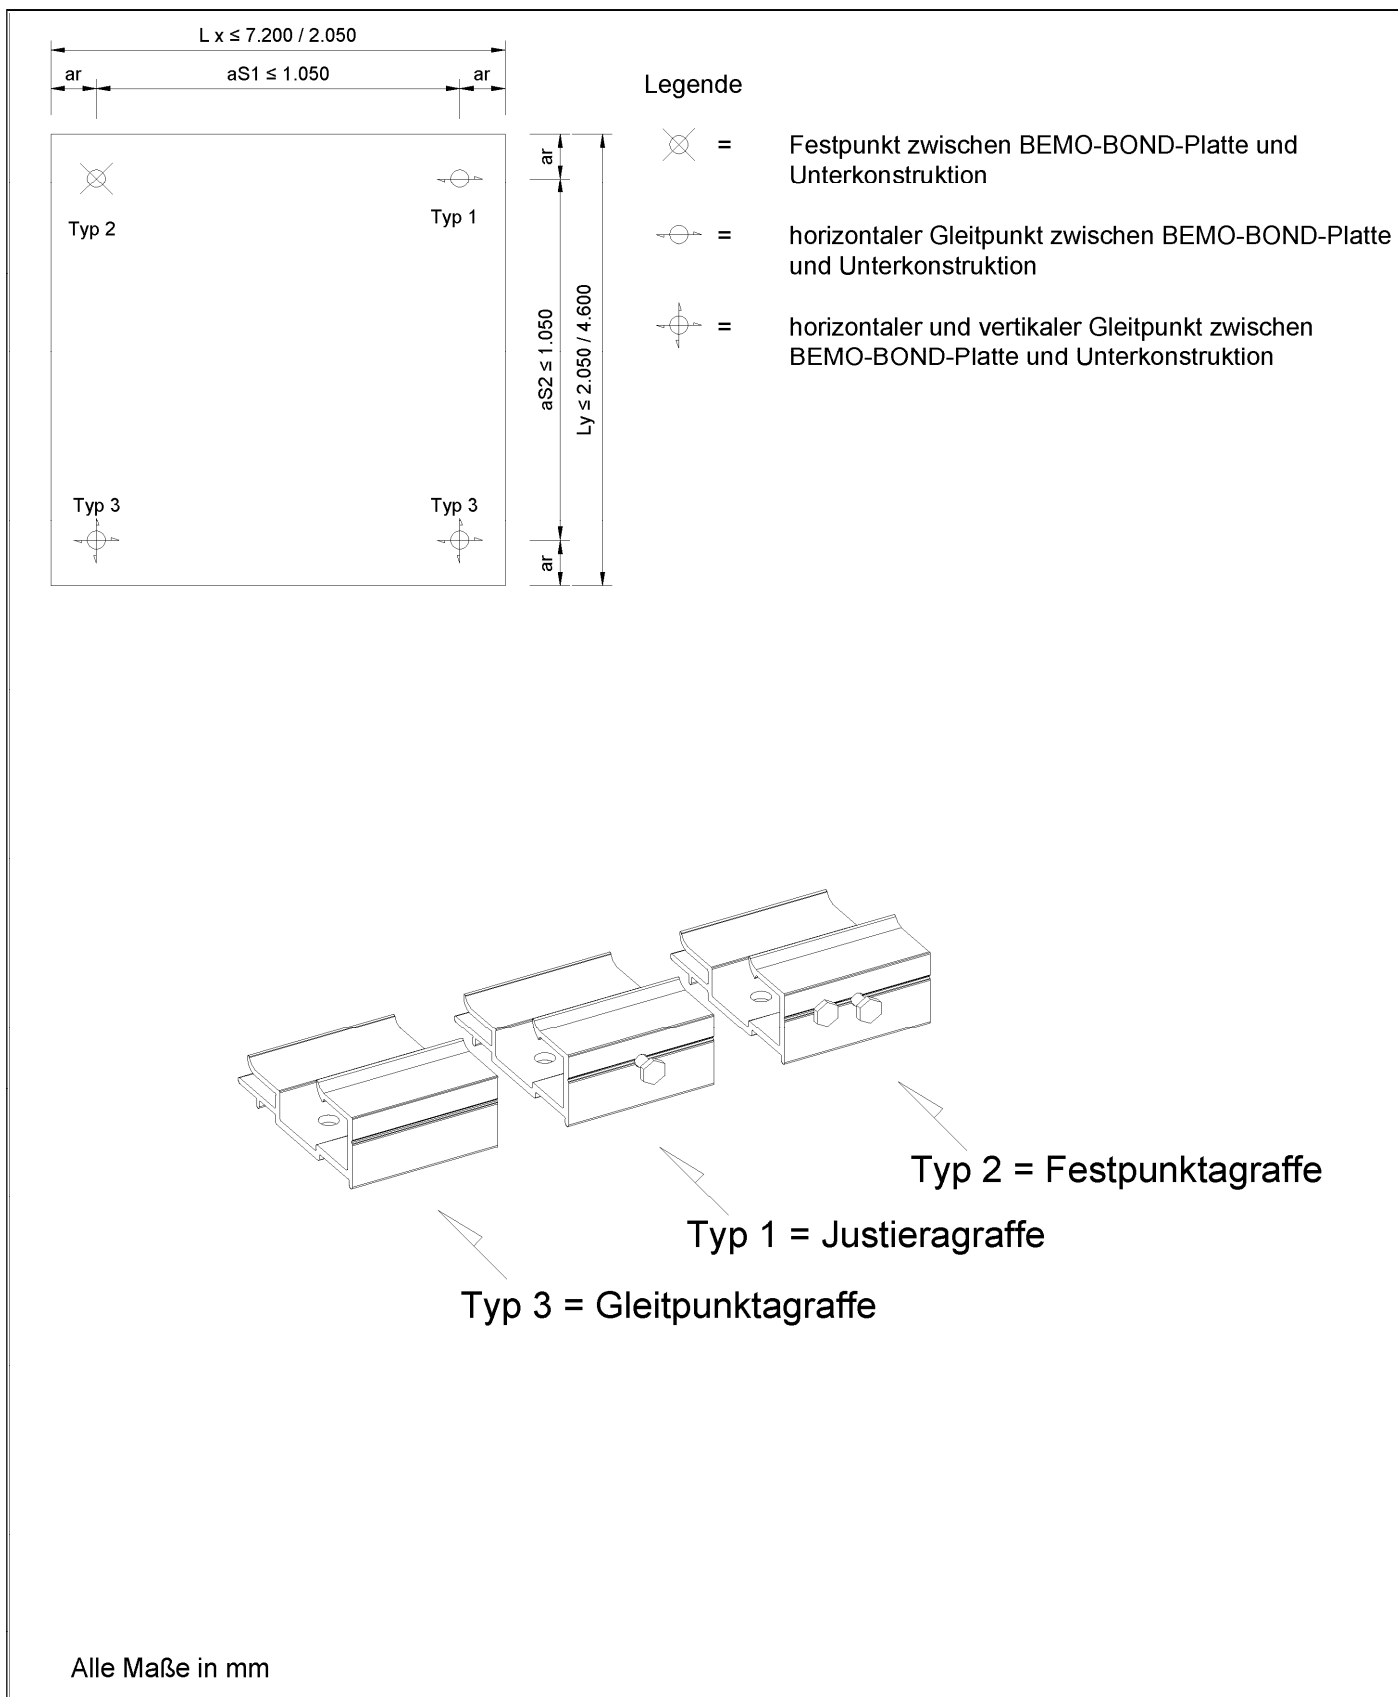 L x ≤ 7.200 / 2.050
ar
aS1 ≤ 1.050
ar
Legende
= Festpunkt zwischen BEMO-BOND-Platte und
Unterkonstruktion
= horizontaler Gleitpunkt zwischen BEMO-BOND-Platte
und Unterkonstruktion
= horizontaler und vertikaler Gleitpunkt zwischen
BEMO-BOND-Platte und Unterkonstruktion
Typ 2
Typ 1
ar
aS2 ≤ 1.050
Ly ≤ 2.050 / 4.600
Typ 3
Typ 3
ar
Typ 2 = Festpunktagraffe
Typ 1 = Justieragraffe
Typ 3 = Gleitpunktagraffe
Alle Maße in mm